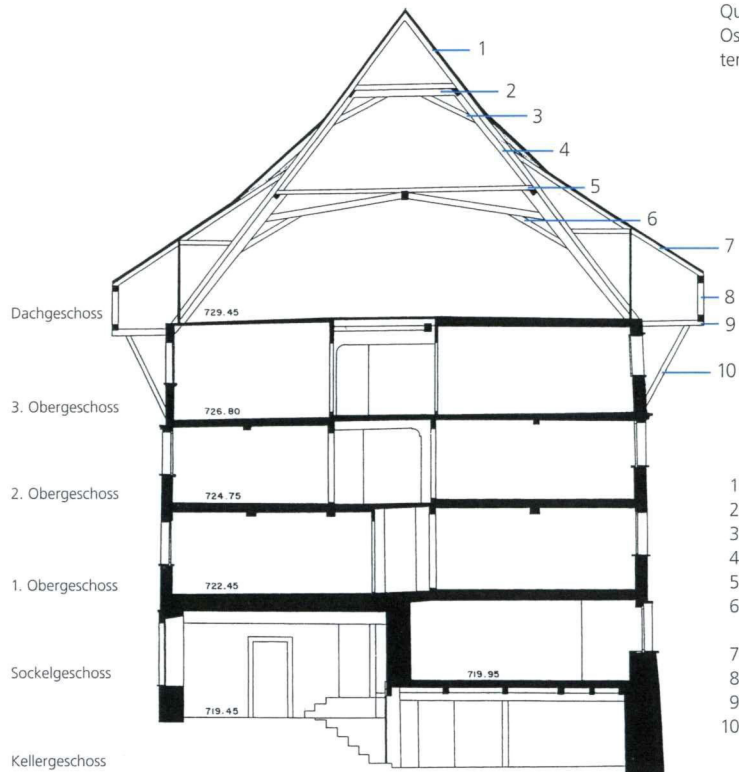 Qu
Os
ter
1
2
3
4
5
6
7
8
9
10
Dachgeschoss
729.45
3. Obergeschoss
726.80
2. Obergeschoss
724.75
1. Obergeschoss
722.45
Sockelgeschoss
719.95
719.45
Kellergeschoss
1
2
3
4
5
6
7
8
9
10